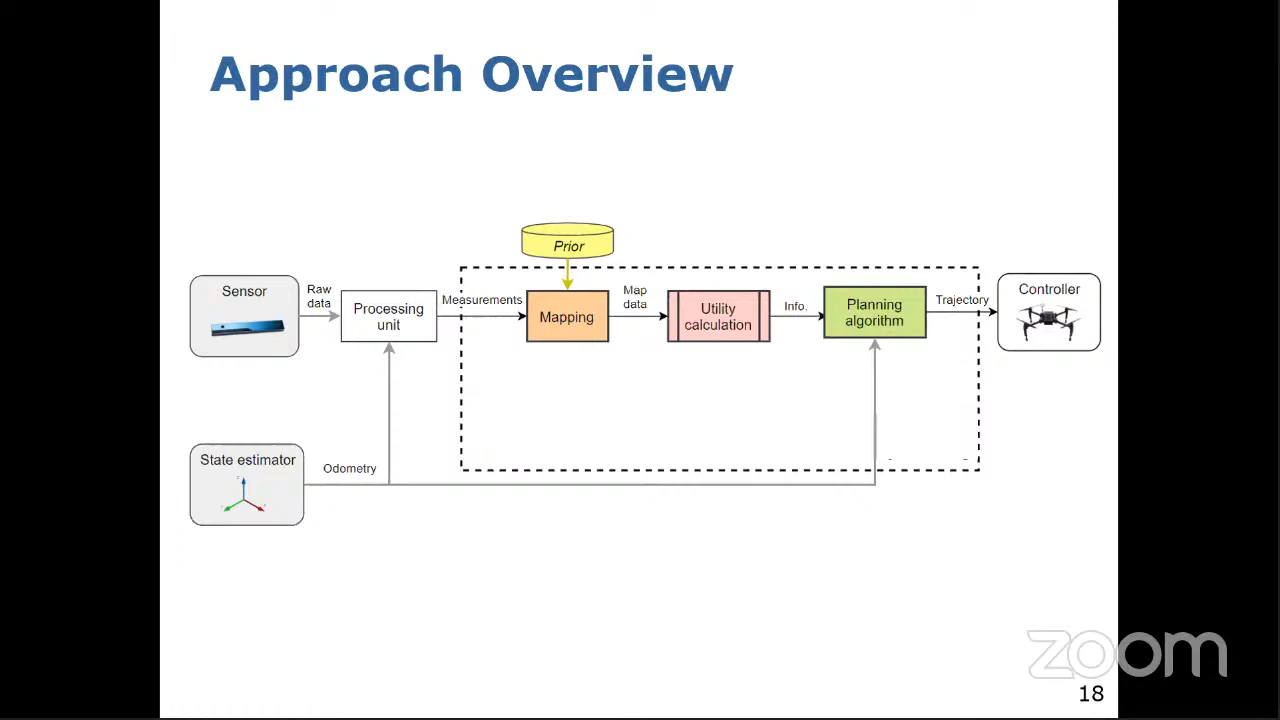 Approach Overview
Prior
Sensor
Raw
data
Processing
unit
Measurements
Mapping
Map
data
Utility
calculation
Info.
Planning
algorithm
Trajectory
Controller
State estimator
Odometry
zoom
18